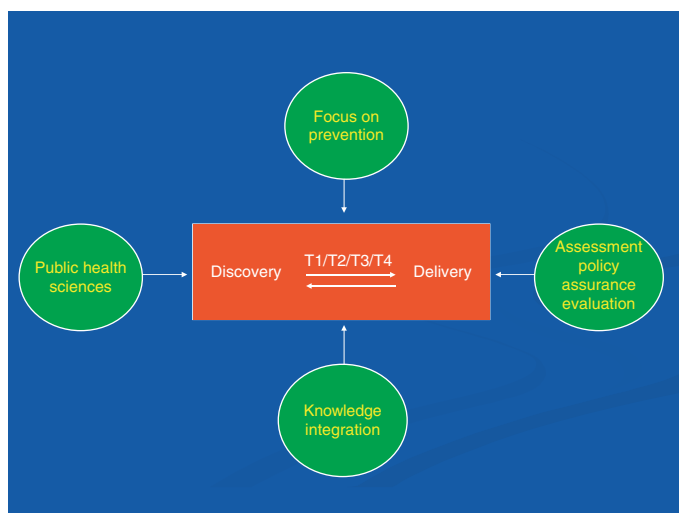 Focus on
prevention
Public health
sciences
Discovery
T1/T2/T3/T4
Delivery
Assessment
policy
assurance
evaluation
Knowledge
integration